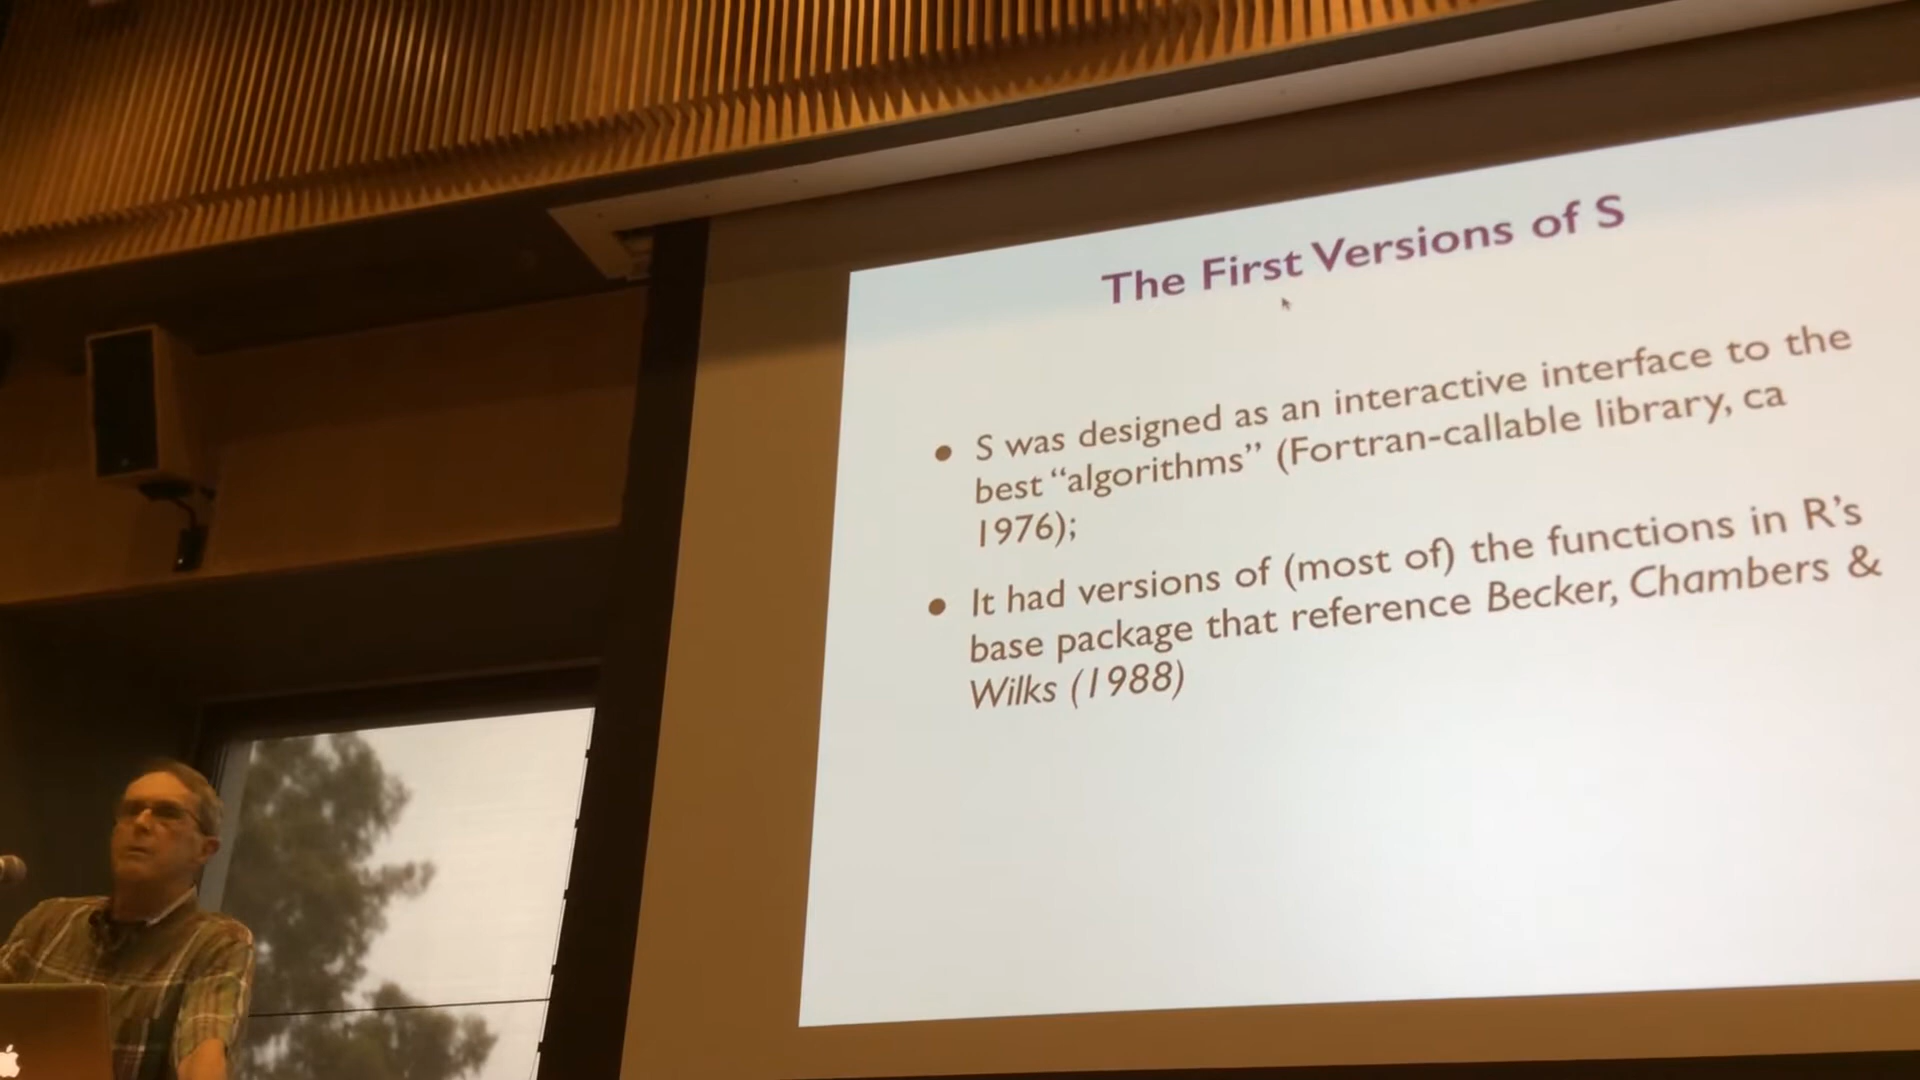 The First Versions of S
• S was designed as an interactive interface to the
best “algorithms” (Fortran-callable library, ca
1976);
• It had versions of (most of) the functions in R’s
base package that reference Becker, Chambers &
Wilks (1988)